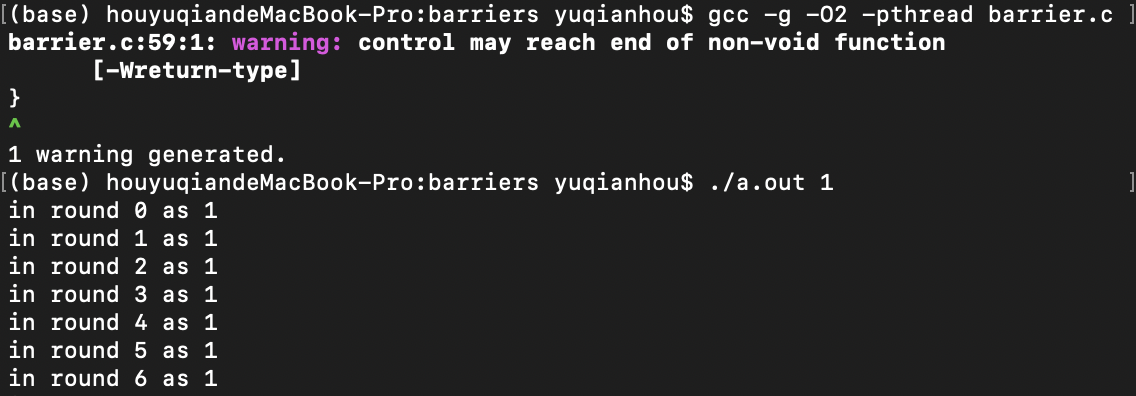 [(base) houyuqiandeMacBook-Pro:barriers yuqianhou$ gcc -g -O2 -pthread barrier.c ]
barrier.c:59:1: warning: control may reach end of non-void function
      [-Wreturn-type]
}
^
1 warning generated.
[(base) houyuqiandeMacBook-Pro:barriers yuqianhou$ ./a.out 1 ]
in round 0 as 1
in round 1 as 1
in round 2 as 1
in round 3 as 1
in round 4 as 1
in round 5 as 1
in round 6 as 1